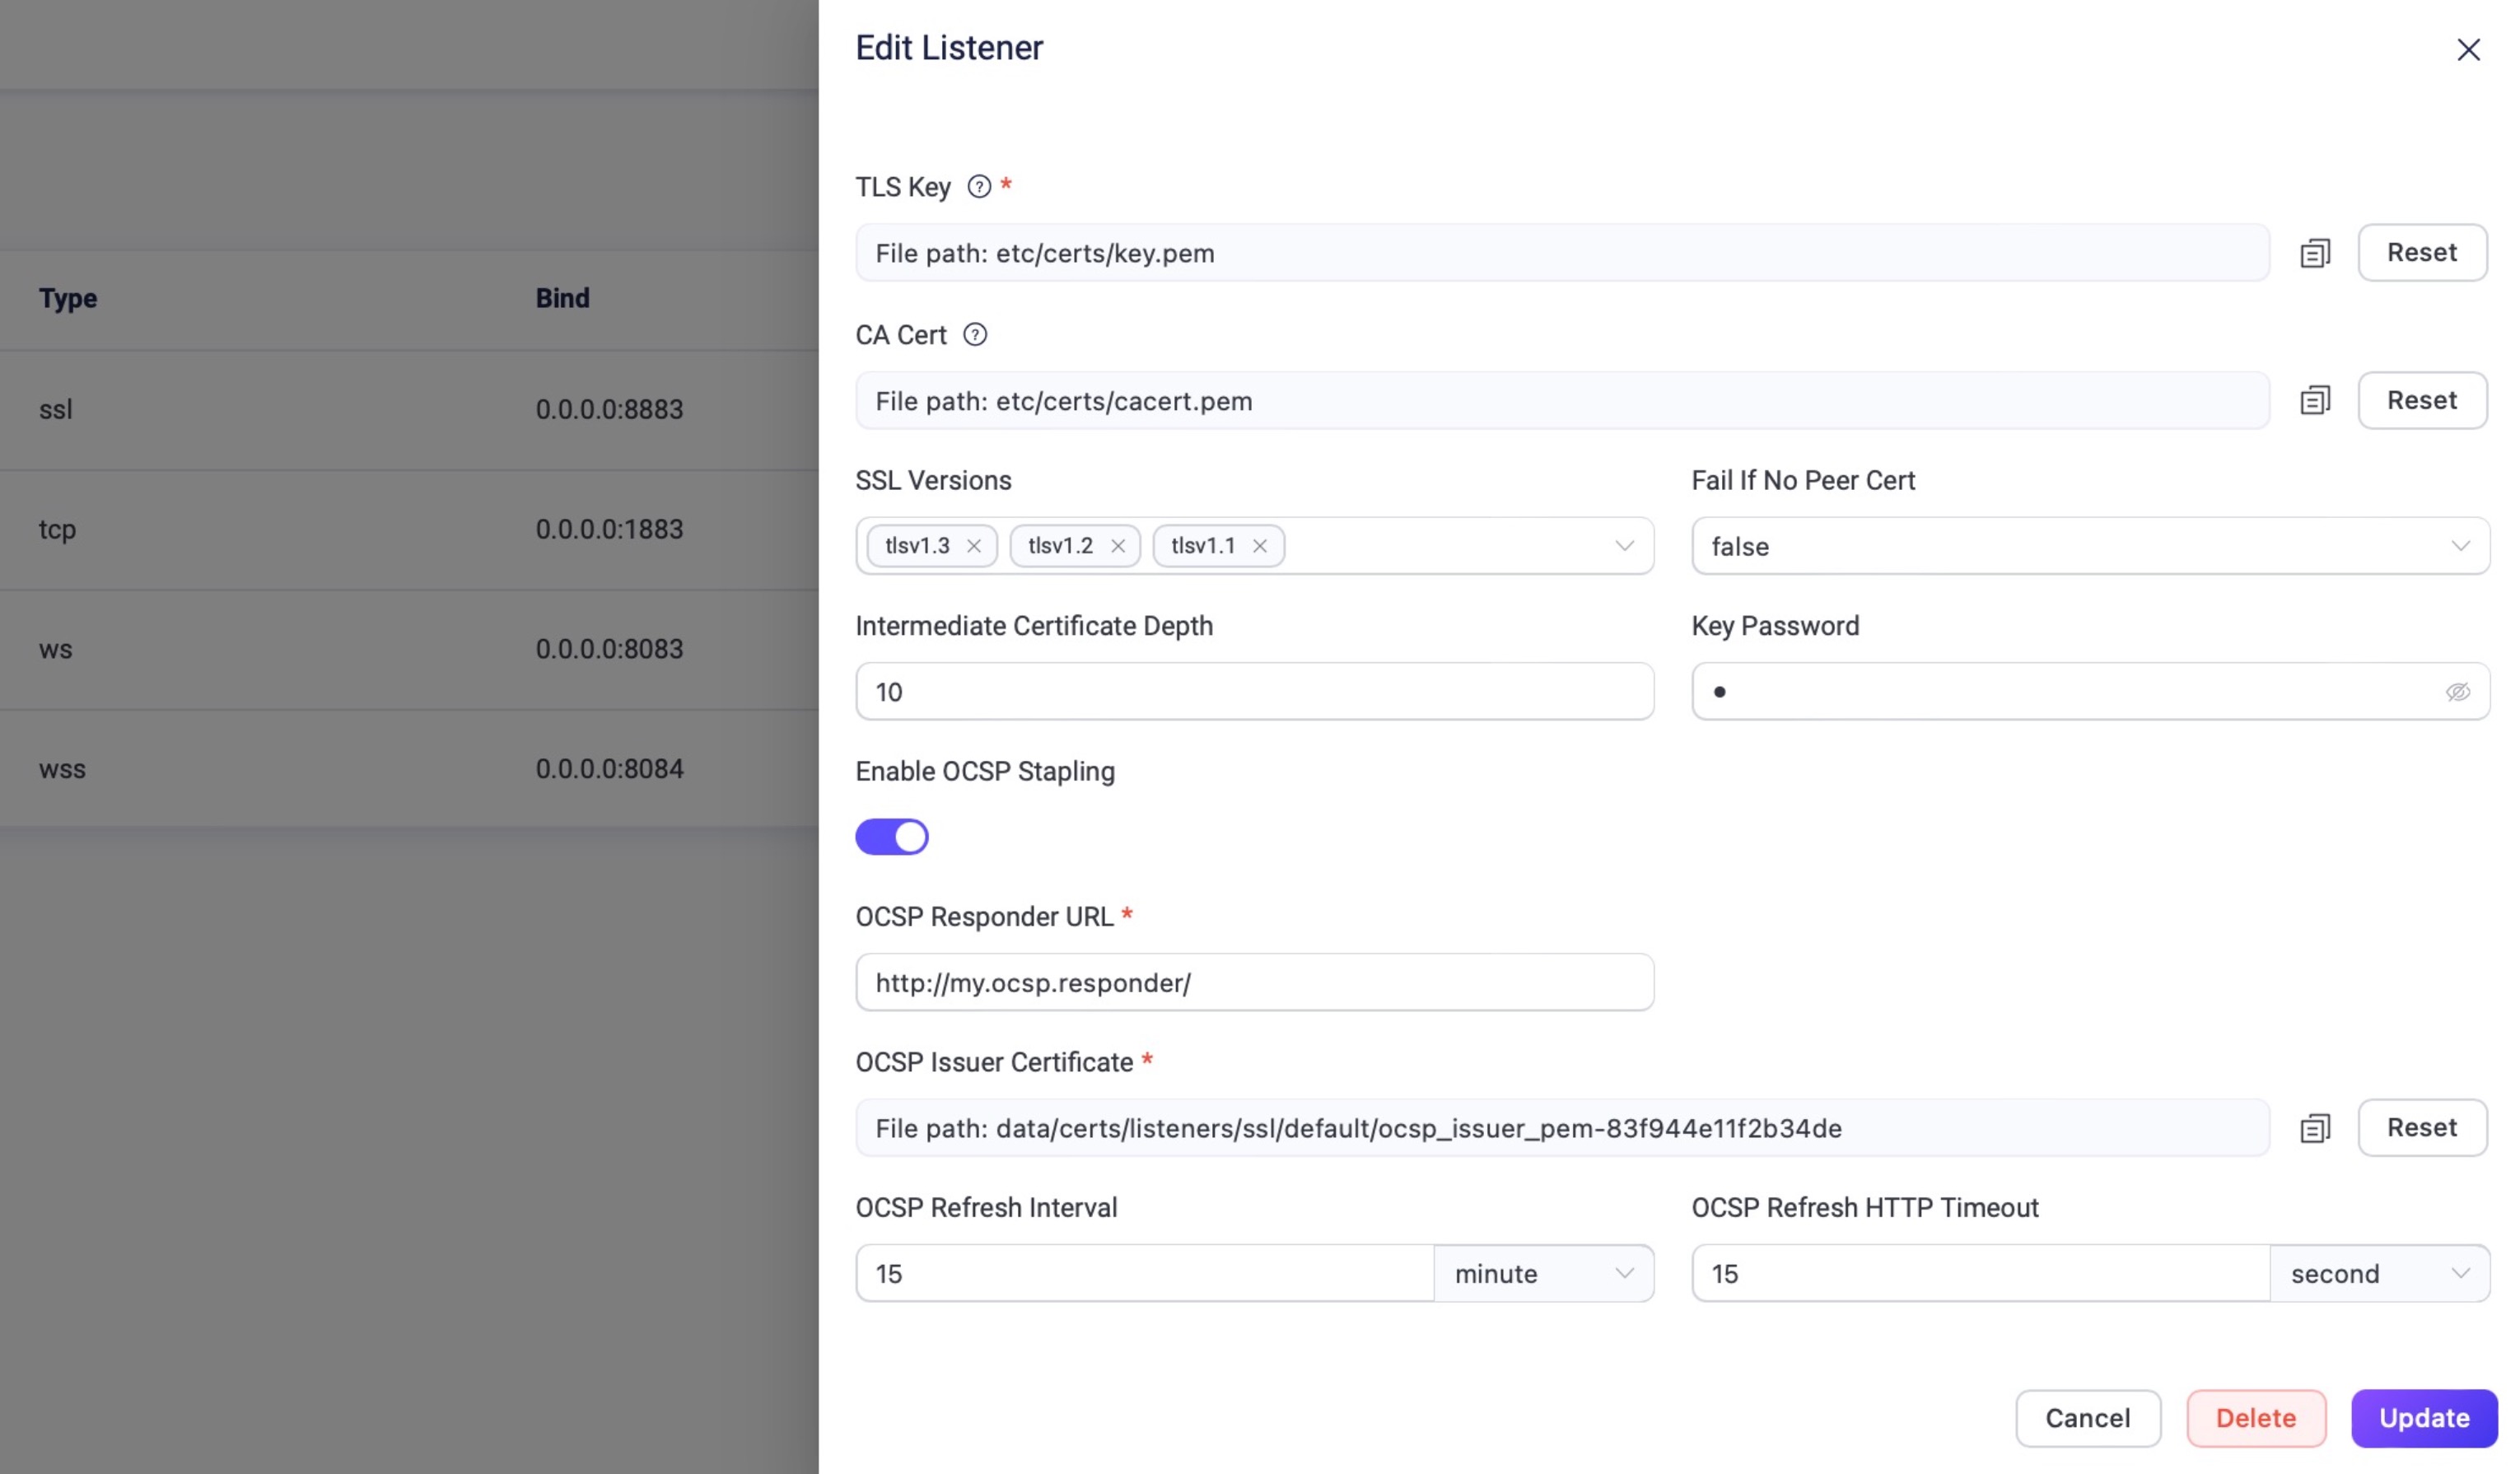 Type Bind
ssl 0.0.0.0:8883
tcp 0.0.0.0:1883
ws 0.0.0.0:8083
wss 0.0.0.0:8084
Edit Listener
TLS Key *
File path: etc/certs/key.pem Reset
CA Cert
File path: etc/certs/cacert.pem Reset
SSL Versions Fail If No Peer Cert
tlsv1.3 tlsv1.2 tlsv1.1 false
Intermediate Certificate Depth Key Password
10 •
Enable OCSP Stapling
OCSP Responder URL *
http://my.ocsp.responder/
OCSP Issuer Certificate *
File path: data/certs/listeners/ssl/default/ocsp_issuer_pem-83f944e11f2b34de Reset
OCSP Refresh Interval OCSP Refresh HTTP Timeout
15 minute 15 second
Cancel Delete Update